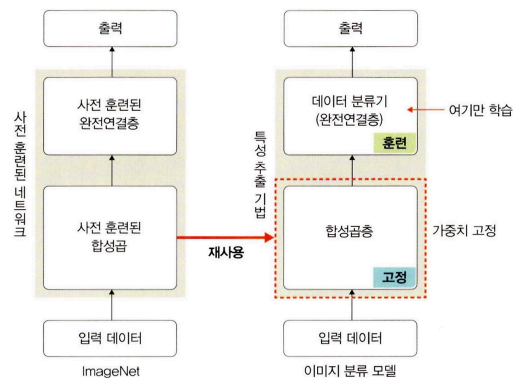 출력
사전 훈련된
완전연결층
사전 훈련된 네트워크
사전 훈련된
합성곱
입력 데이터
ImageNet
재사용
출력
데이터 분류기
(완전연결층)
훈련
여기만 학습
특성 추출 기법
합성곱층
고정
가중치 고정
입력 데이터
이미지 분류 모델